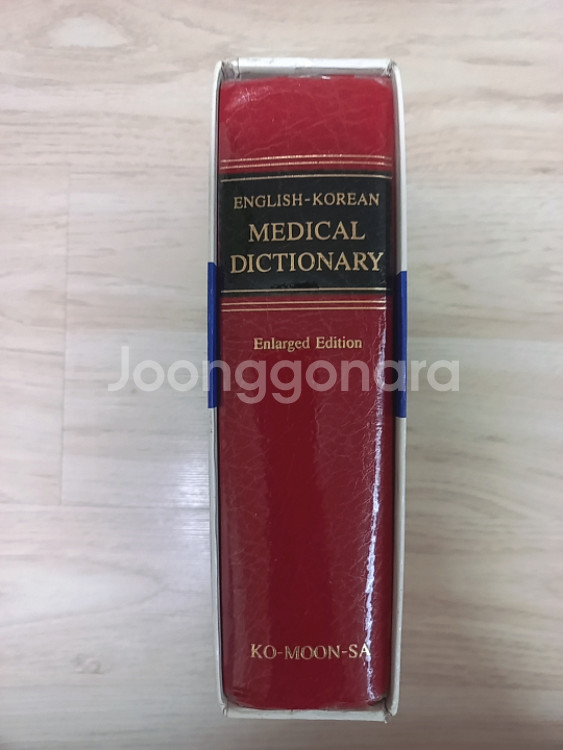 ENGLISH-KOREAN
MEDICAL
DICTIONARY
Enlarged Edition
Joonggonara
KO-MOON-SA